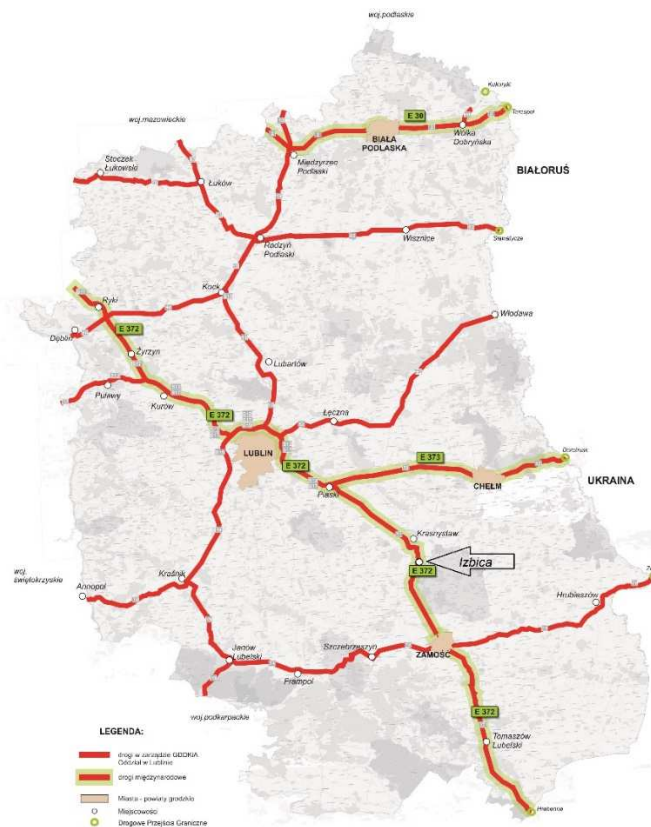 woj.podlaskie
Kukuryki
Terespol
E 30
woj.mazowieckie
BIAŁA
PODLASKA
Wólka
Dobryńska
Stoczek
Łukowski
Międzyrzec
Podlaski
BIAŁORUŚ
Łuków
Radzyń
Podlaski
Wisznice
Sławatycze
Kock
Ryki
Włodawa
E 372
Dęblin
Żyrzyn
Lubartów
Puławy
Kurów
E 372
Łęczna
LUBLIN
E 372
E 373
Dorohusk
Piaski
CHEŁM
UKRAINA
Krasnystaw
woj.
świętokrzyskie
Izbica
E 372
Annopol
Kraśnik
Hrubieszów
Janów
Lubelski
Szczebrzeszyn
ZAMOŚĆ
Frampol
woj.podkarpackie
E 372
Tomaszów
Lubelski
LEGENDA:
drogi w zarządzie GDDKIA
Oddział w Lublinie
drogi międzynarodowe
Miasta - powiaty grodzkie
Miejscowości
Drogowe Przejścia Graniczne
Hrebenne